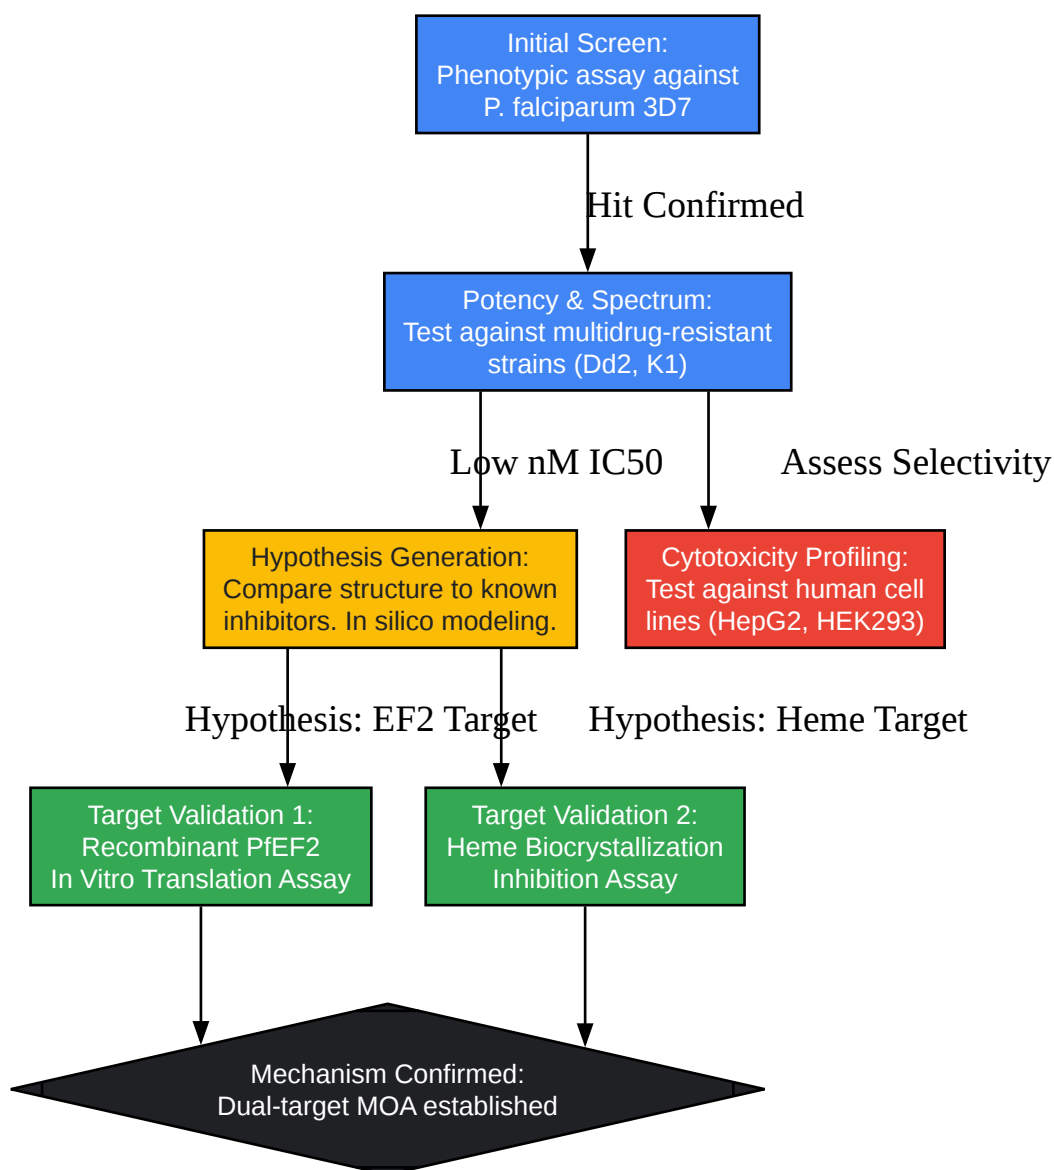 Initial Screen:
Phenotypic assay against
P. falciparum 3D7
Hit Confirmed
Potency & Spectrum:
Test against multidrug-resistant
strains (Dd2, K1)
Low nM IC50
Assess Selectivity
Hypothesis Generation:
Compare structure to known
inhibitors. In silico modeling.
Cytotoxicity Profiling:
Test against human cell
lines (HepG2, HEK293)
Hypothesis: EF2 Target
Hypothesis: Heme Target
Target Validation 1:
Recombinant PfEF2
In Vitro Translation Assay
Target Validation 2:
Heme Biocrystallization
Inhibition Assay
Mechanism Confirmed:
Dual-target MOA established